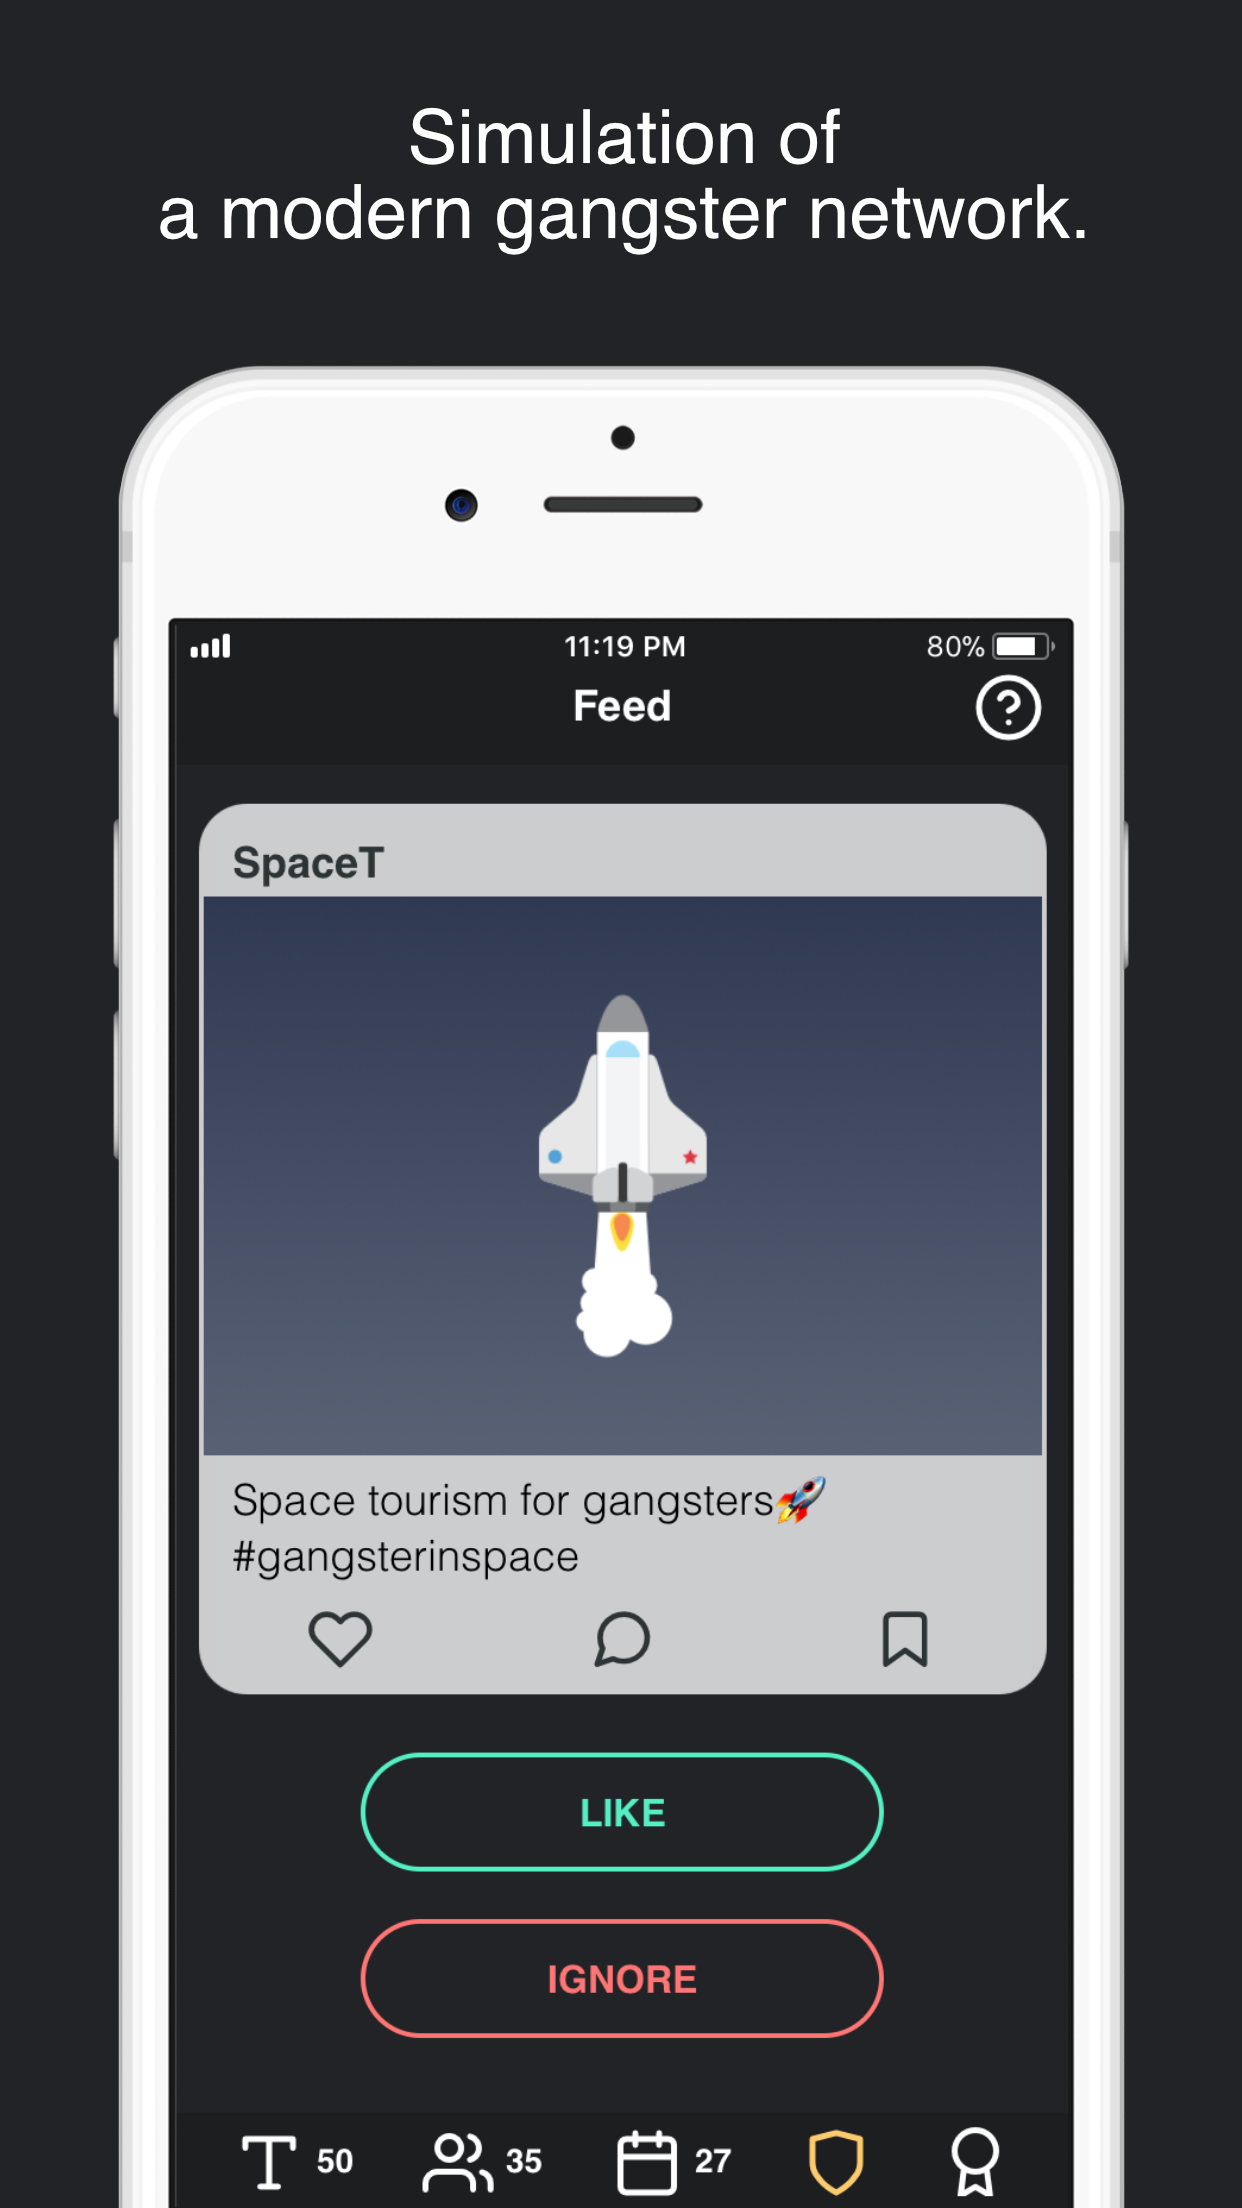 Simulation of
a modern gangster network.
11:19 PM
80%
Feed
SpaceT
Space tourism for gangsters🚀
#gangsterinspace
LIKE
IGNORE
50
35
27